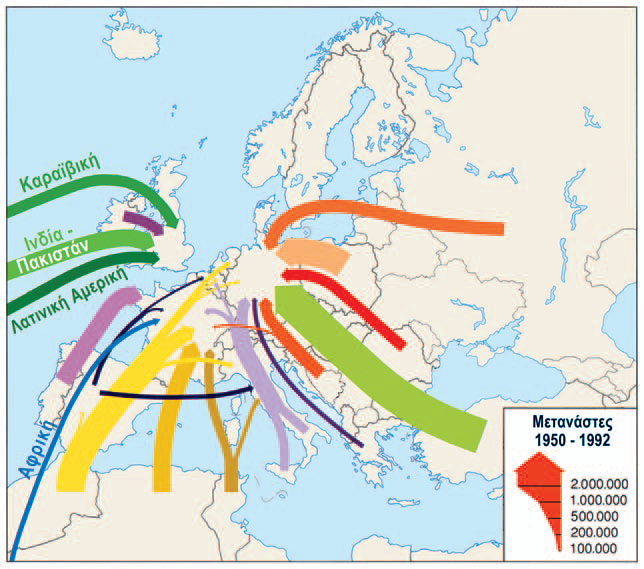 Καραϊβική
Ινδία -
Πακιστάν
Λατινική Αμερική
Αφρική
Μετανάστες
1950 - 1992
2.000.000
1.000.000
500.000
200.000
100.000